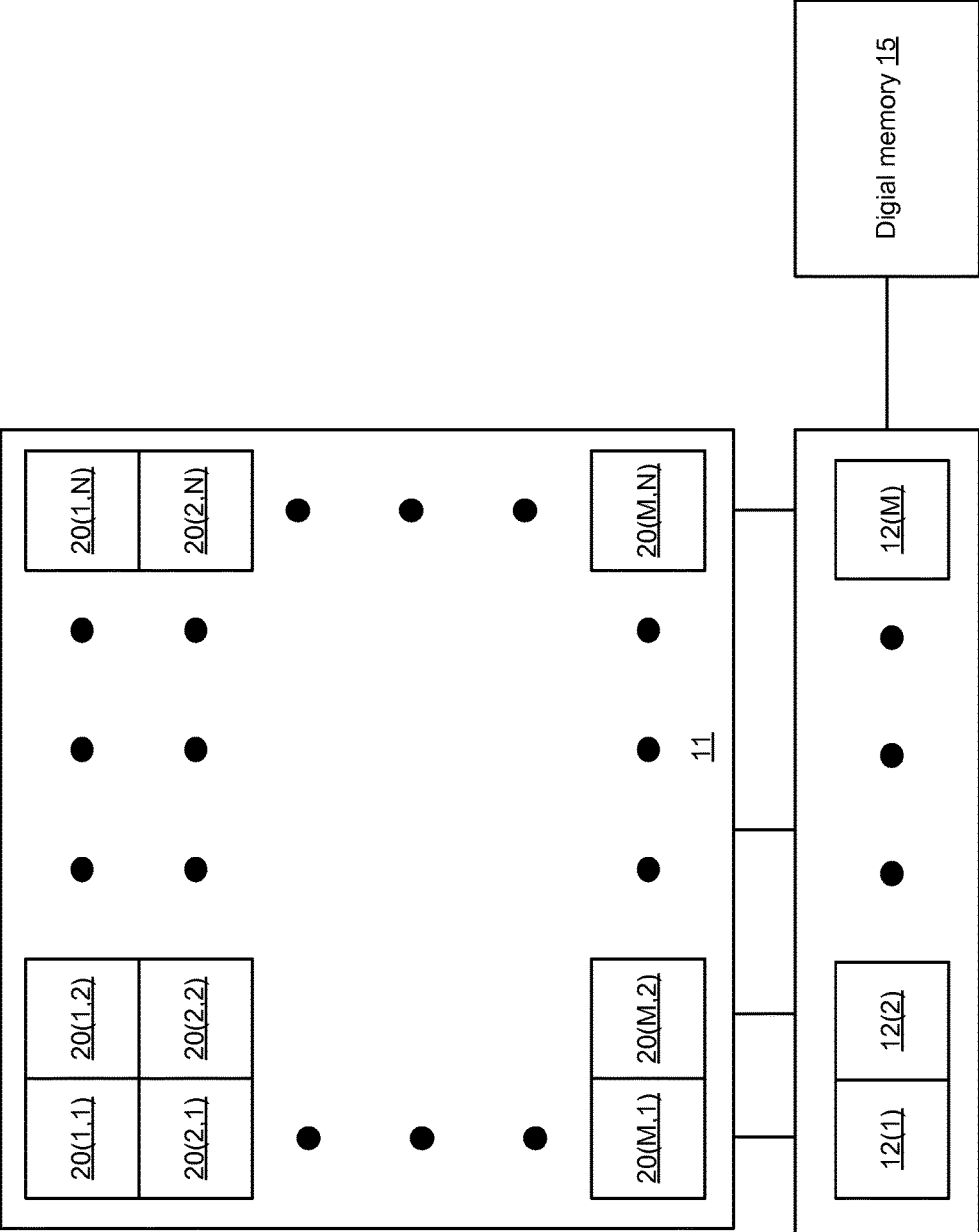 20(1,1)
20(1,2)
20(1,N)
20(2,1)
20(2,2)
20(2,N)
20(M,1)
20(M,2)
20(M,N)
11
12(1)
12(2)
12(M)
Digial memory 15